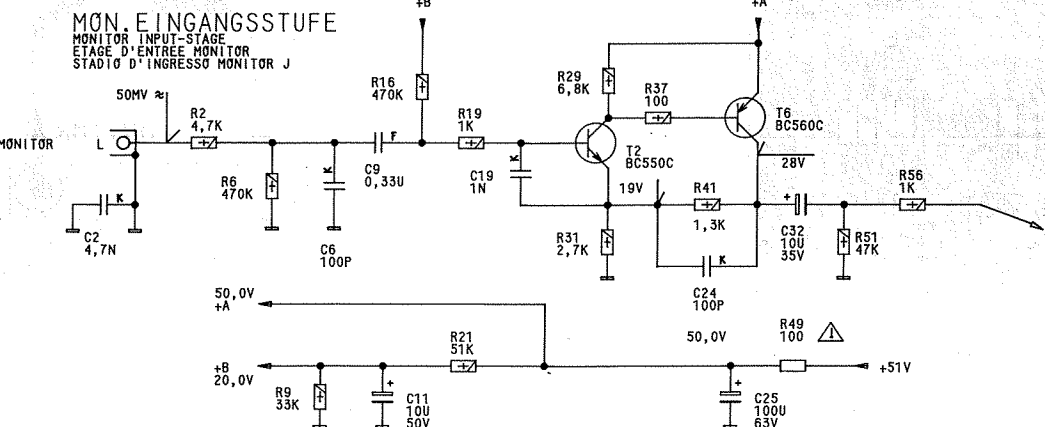 MON. EINGANGSSTUFE
MONITOR INPUT-STAGE
ETAGE D'ENTREE MONITOR
STADIO D'INGRESSO MONITOR J
+B
+A
50MV ≈
R2
4,7K
R16
470K
R19
1K
R29
6,8K
R37
100
T6
BC560C
MONITOR
L
F
K
K
K
C9
0,33U
C19
1N
T2
BC550C
28V
R6
470K
C6
100P
19V
R41
1,3K
R56
1K
K
C2
4,7N
R31
2,7K
+
C32
10U
35V
R51
47K
K
C24
100P
50,0V
+A
R21
51K
50,0V
R49
100
!
+51V
+B
20,0V
R9
33K
+
C11
10U
50V
+
C25
100U
63V